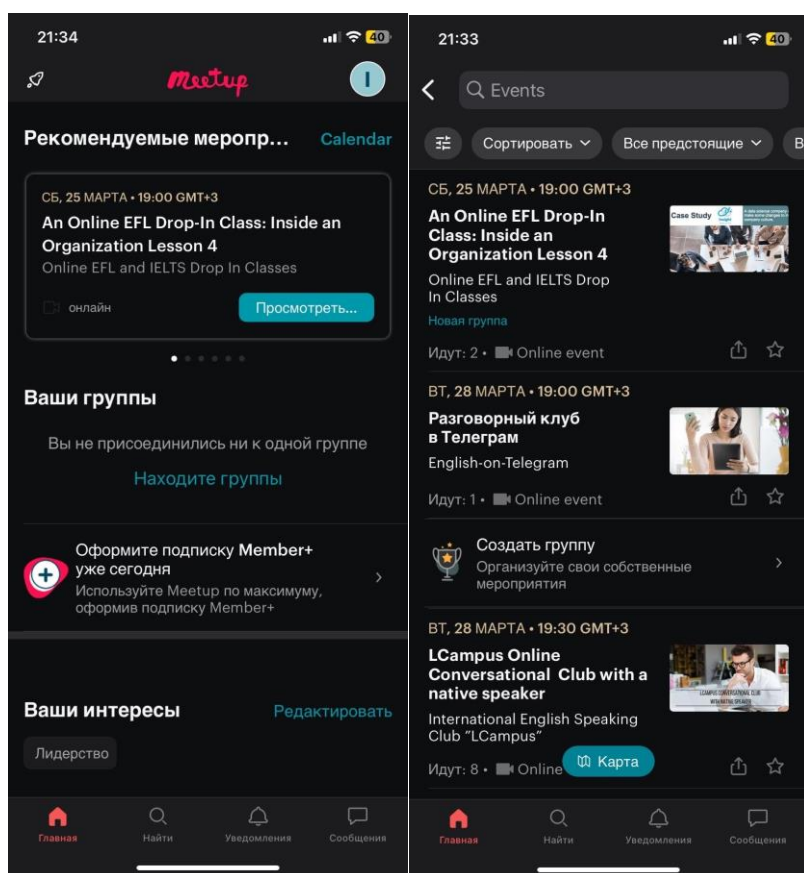 21:34
40
Meetup
I
Рекомендуемые меропр...
Calendar
СБ, 25 МАРТА • 19:00 GMT+3
An Online EFL Drop-In Class: Inside an
Organization Lesson 4
Online EFL and IELTS Drop In Classes
онлайн
Просмотреть...
Ваши группы
Вы не присоединились ни к одной группе
Находите группы
Оформите подписку Member+
уже сегодня
Используйте Meetup по максимуму,
оформив подписку Member+
Ваши интересы
Редактировать
Лидерство
Главная
Найти
Уведомления
Сообщения
21:33
40
Events
Сортировать
Все предстоящие
В
СБ, 25 МАРТА • 19:00 GMT+3
An Online EFL Drop-In
Class: Inside an
Organization Lesson 4
Case Study
Online EFL and IELTS Drop
In Classes
Новая группа
Идут: 2 • Online event
ВТ, 28 МАРТА • 19:00 GMT+3
Разговорный клуб
в Телеграм
English-on-Telegram
Идут: 1 • Online event
Создать группу
Организуйте свои собственные
мероприятия
ВТ, 28 МАРТА • 19:30 GMT+3
LCampus Online
Conversational Club with a
native speaker
LCAMPUS CONVERSATIONAL CLUB
WITH NATIVE SPEAKER
International English Speaking
Club "LCampus"
Идут: 8 • Online
Карта
Главная
Найти
Уведомления
Сообщения